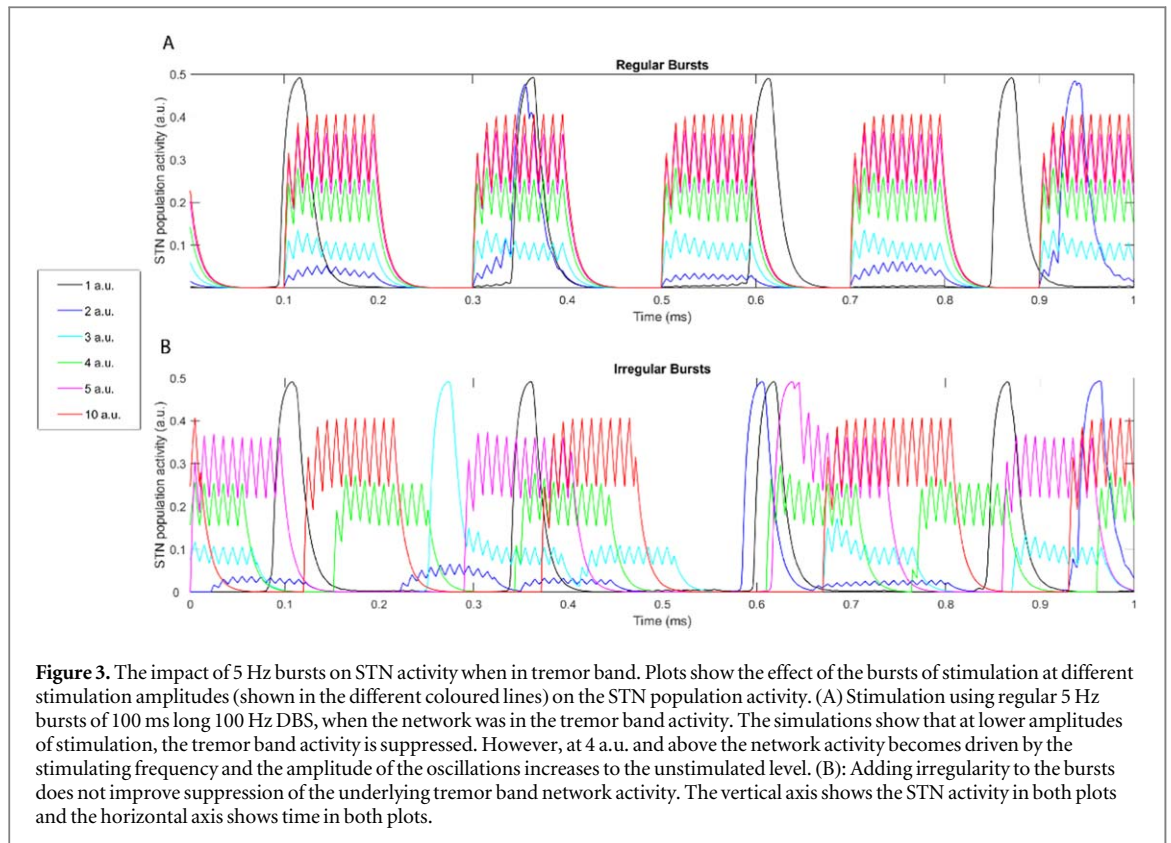 A
Regular Bursts
0.5
0.4
0.3
0.2
0.1
STN population activity (a.u.)
0.1 0.2 0.3 0.4 0.5 0.6 0.7 0.8 0.9 1
Time (ms)
1 a.u.
2 a.u.
3 a.u.
4 a.u.
5 a.u.
10 a.u.
B
Irregular Bursts
0.5
0.4
0.3
0.2
0.1
0
STN population activity (a.u.)
0 0.1 0.2 0.3 0.4 0.5 0.6 0.7 0.8 0.9 1
Time (ms)
Figure 3. The impact of 5 Hz bursts on STN activity when in tremor band. Plots show the effect of the bursts of stimulation at different
stimulation amplitudes (shown in the different coloured lines) on the STN population activity. (A) Stimulation using regular 5 Hz
bursts of 100 ms long 100 Hz DBS, when the network was in the tremor band activity. The simulations show that at lower amplitudes
of stimulation, the tremor band activity is suppressed. However, at 4 a.u. and above the network activity becomes driven by the
stimulating frequency and the amplitude of the oscillations increases to the unstimulated level. (B): Adding irregularity to the bursts
does not improve suppression of the underlying tremor band network activity. The vertical axis shows the STN activity in both plots
and the horizontal axis shows time in both plots.